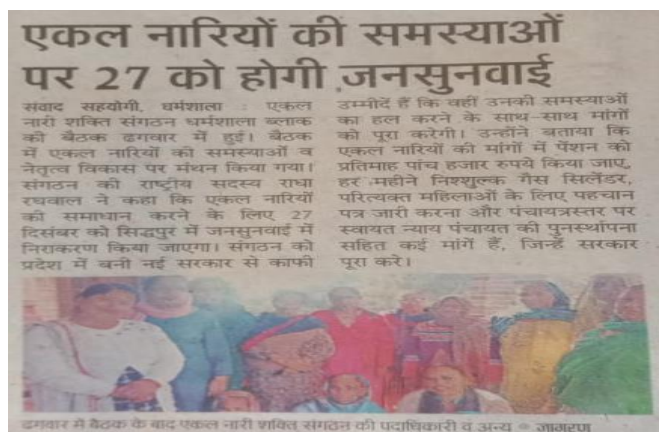 एकल नारियों की समस्याओं
पर 27 को होगी जनसुनवाई
संवाद सहयोगी, धर्मशाला : एकल
नारी शक्ति संगठन धर्मशाला ब्लाक
की बैठक ढगवार में हुई। बैठक
में एकल नारियों की समस्याओं व
नेतृत्व विकास पर मंथन किया गया।
संगठन की राष्ट्रीय सदस्य राधा
रघवाल ने कहा कि एकल नारियों
की समाधान करने के लिए 27
दिसंबर को सिद्धपुर में जनसुनवाई में
निराकरण किया जाएगा। संगठन को
प्रदेश में बनी नई सरकार से काफी
उम्मीदें हैं कि वहीं उनकी समस्याओं
का हल करने के साथ-साथ मांगों
को पूरा करेगी। उन्होंने बताया कि
एकल नारियों की मांगों में पेंशन को
प्रतिमाह पांच हजार रुपये किया जाए,
हर महीने निश्शुल्क गैस सिलेंडर,
परित्यक्त महिलाओं के लिए पहचान
पत्र जारी करना और पंचायत्रस्तर पर
स्वायत न्याय पंचायत की पुनर्स्थापना
सहित कई मांगें हैं, जिन्हें सरकार
पूरा करे।
ढगवार में बैठक के बाद एकल नारी शक्ति संगठन की पदाधिकारी व अन्य ● जागरण